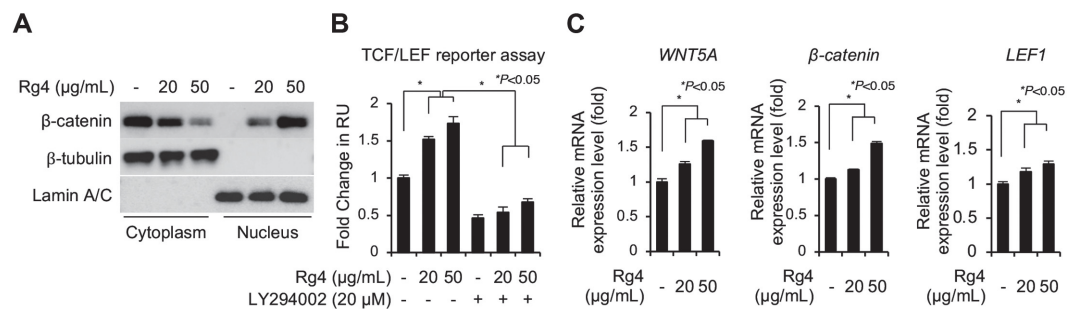 A
Rg4 (μg/mL) - 20 50 - 20 50
β-catenin
β-tubulin
Lamin A/C
Cytoplasm Nucleus
B
TCF/LEF reporter assay
*P<0.05
* *
Fold Change in RU
2
1.5
1
0.5
0
Rg4 (μg/mL) - 20 50 - 20 50
LY294002 (20 μM) - - - + + +
C
WNT5A
*P<0.05
*
Relative mRNA
expression level (fold)
2
1.5
1
0.5
0
Rg4
(μg/mL)
- 20 50
β-catenin
*P<0.05
*
Relative mRNA
expression level (fold)
2
1.5
1
0.5
0
Rg4
(μg/mL)
- 20 50
LEF1
*P<0.05
*
Relative mRNA
expression level (fold)
2
1.5
1
0.5
0
Rg4
(μg/mL)
- 20 50